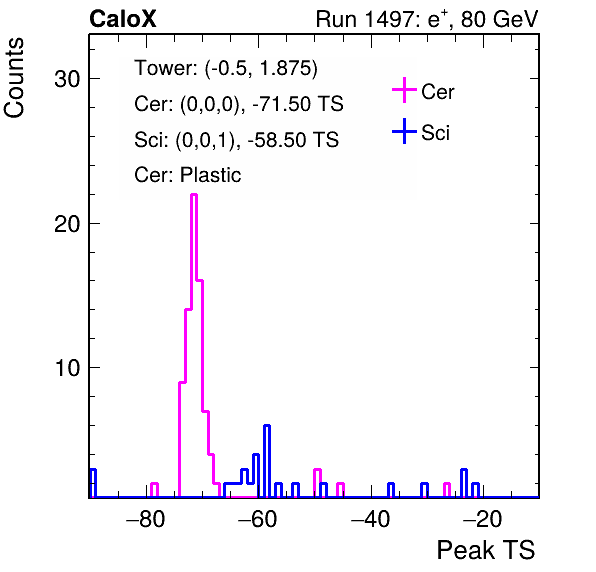 CaloX Run 1497: e⁺, 80 GeV
Counts
Tower: (-0.5, 1.875)
Cer: (0,0,0), -71.50 TS
Sci: (0,0,1), -58.50 TS
Cer: Plastic
Cer
Sci
30
20
10
−80 −60 −40 −20
Peak TS